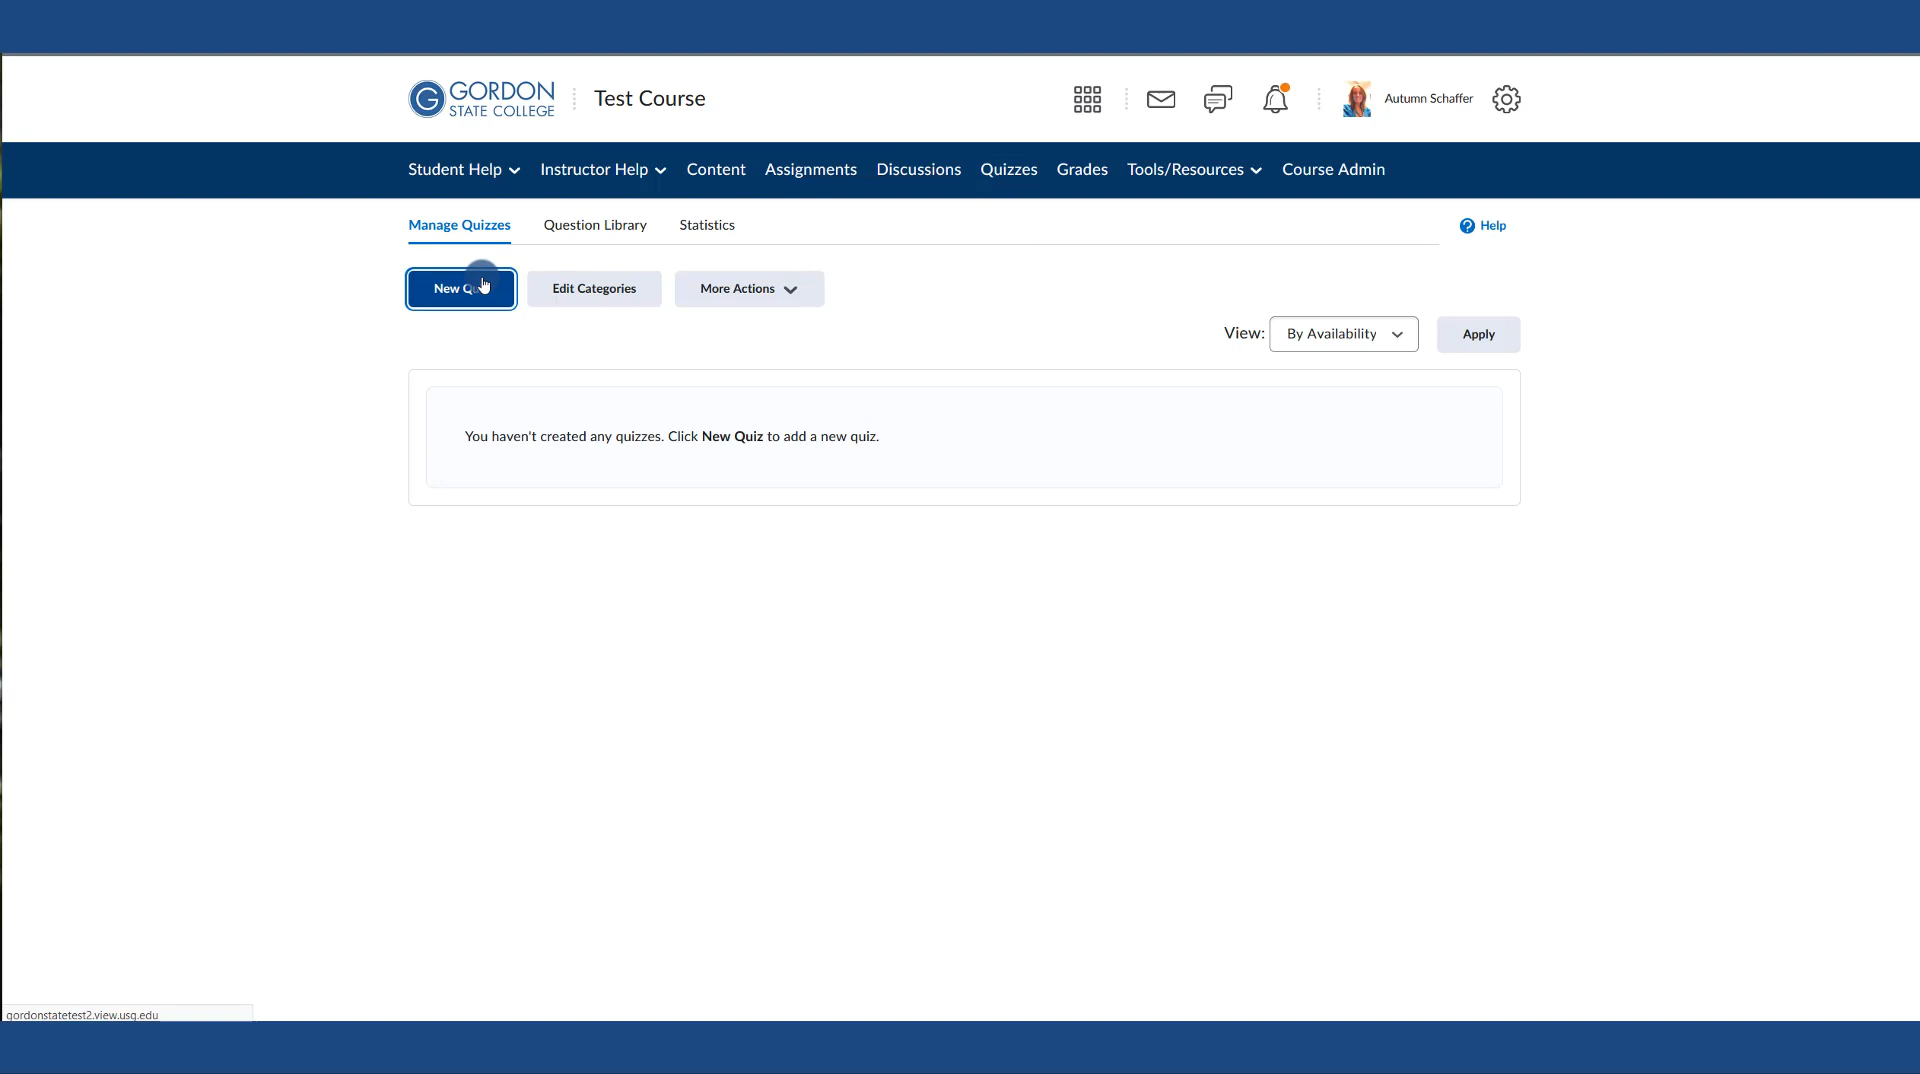 GORDON
STATE COLLEGE
Test Course
Autumn Schaffer
Student Help
Instructor Help
Content
Assignments
Discussions
Quizzes
Grades
Tools/Resources
Course Admin
Manage Quizzes
Question Library
Statistics
Help
New
Edit Categories
More Actions
View:
By Availability
Apply
You haven't created any quizzes. Click New Quiz to add a new quiz.
gordonstatetest2.view.usg.edu